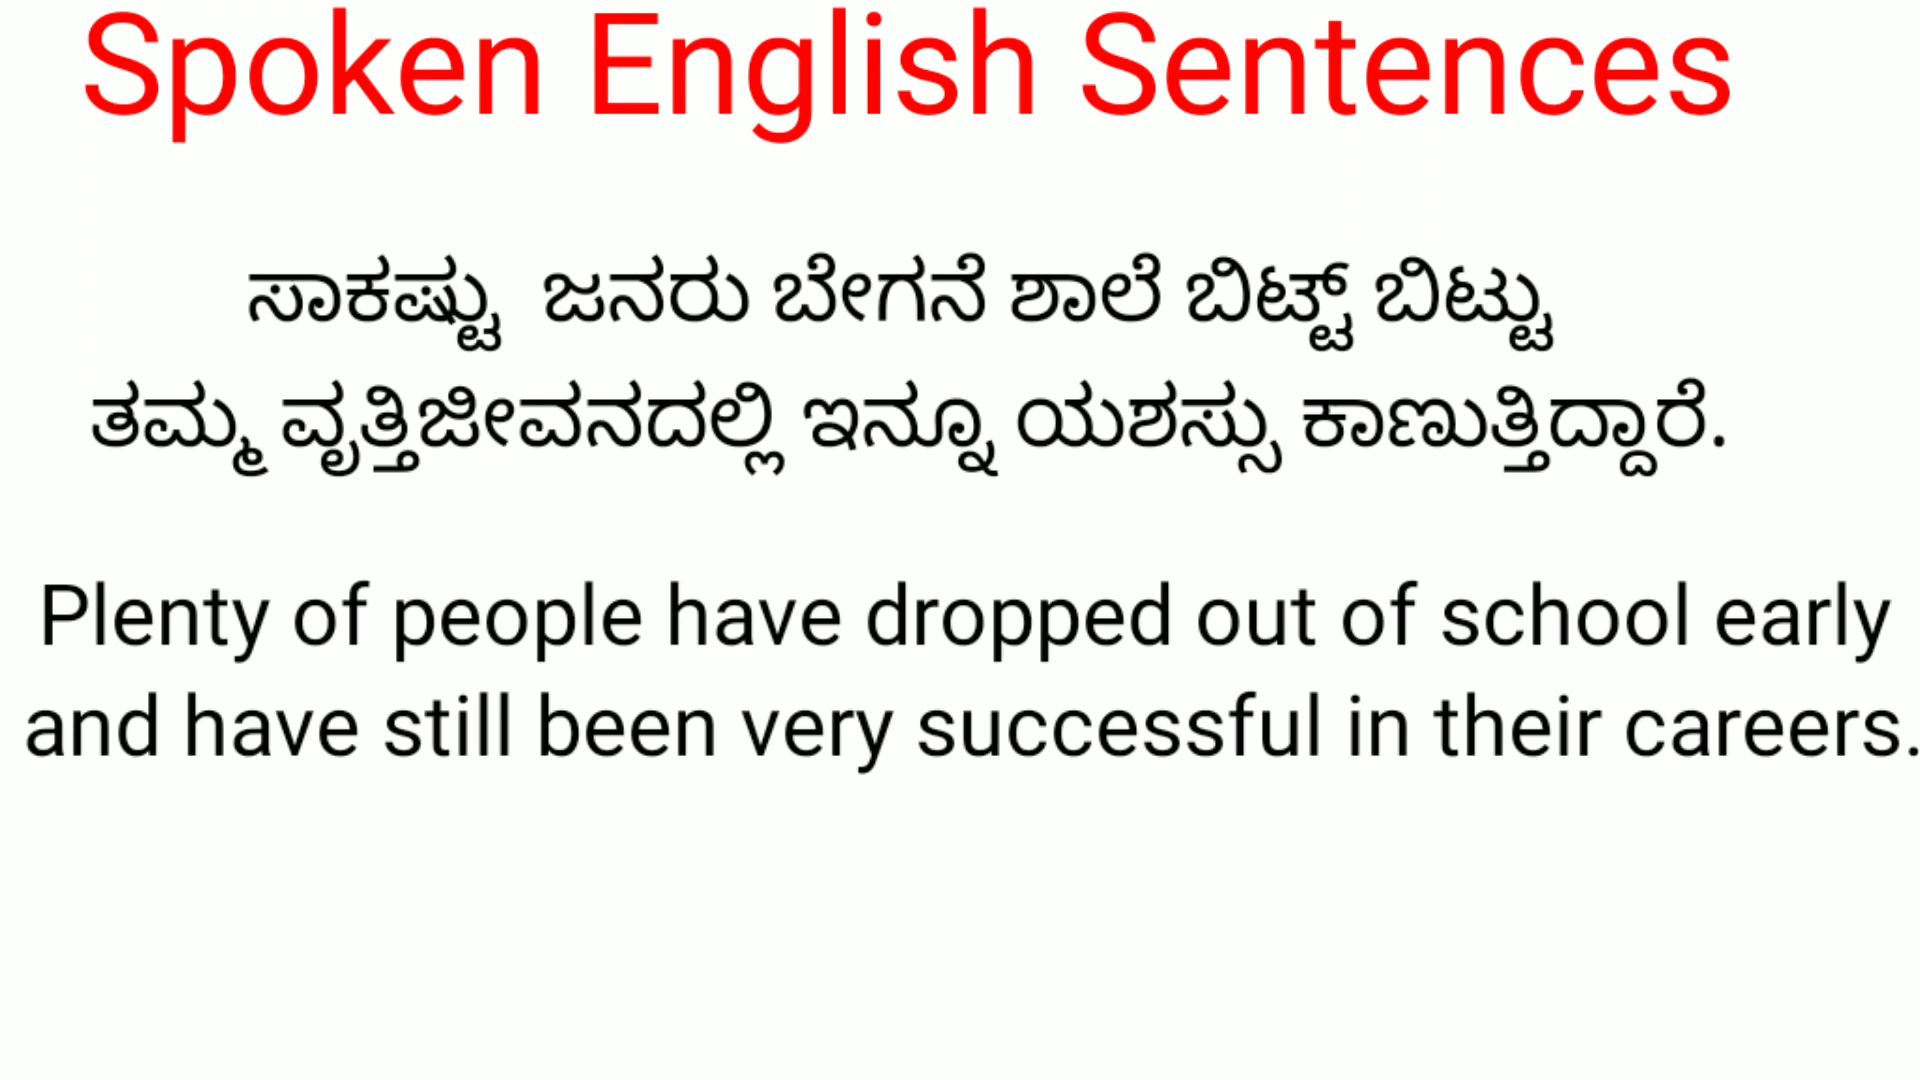 Spoken English Sentences
ಸಾಕಷ್ಟು ಜನರು ಬೇಗನೆ ಶಾಲೆ ಬಿಟ್ಟ್ ಬಿಟ್ಟು
ತಮ್ಮ ವೃತ್ತಿಜೀವನದಲ್ಲಿ ಇನ್ನೂ ಯಶಸ್ಸು ಕಾಣುತ್ತಿದ್ದಾರೆ.
Plenty of people have dropped out of school early
and have still been very successful in their careers.